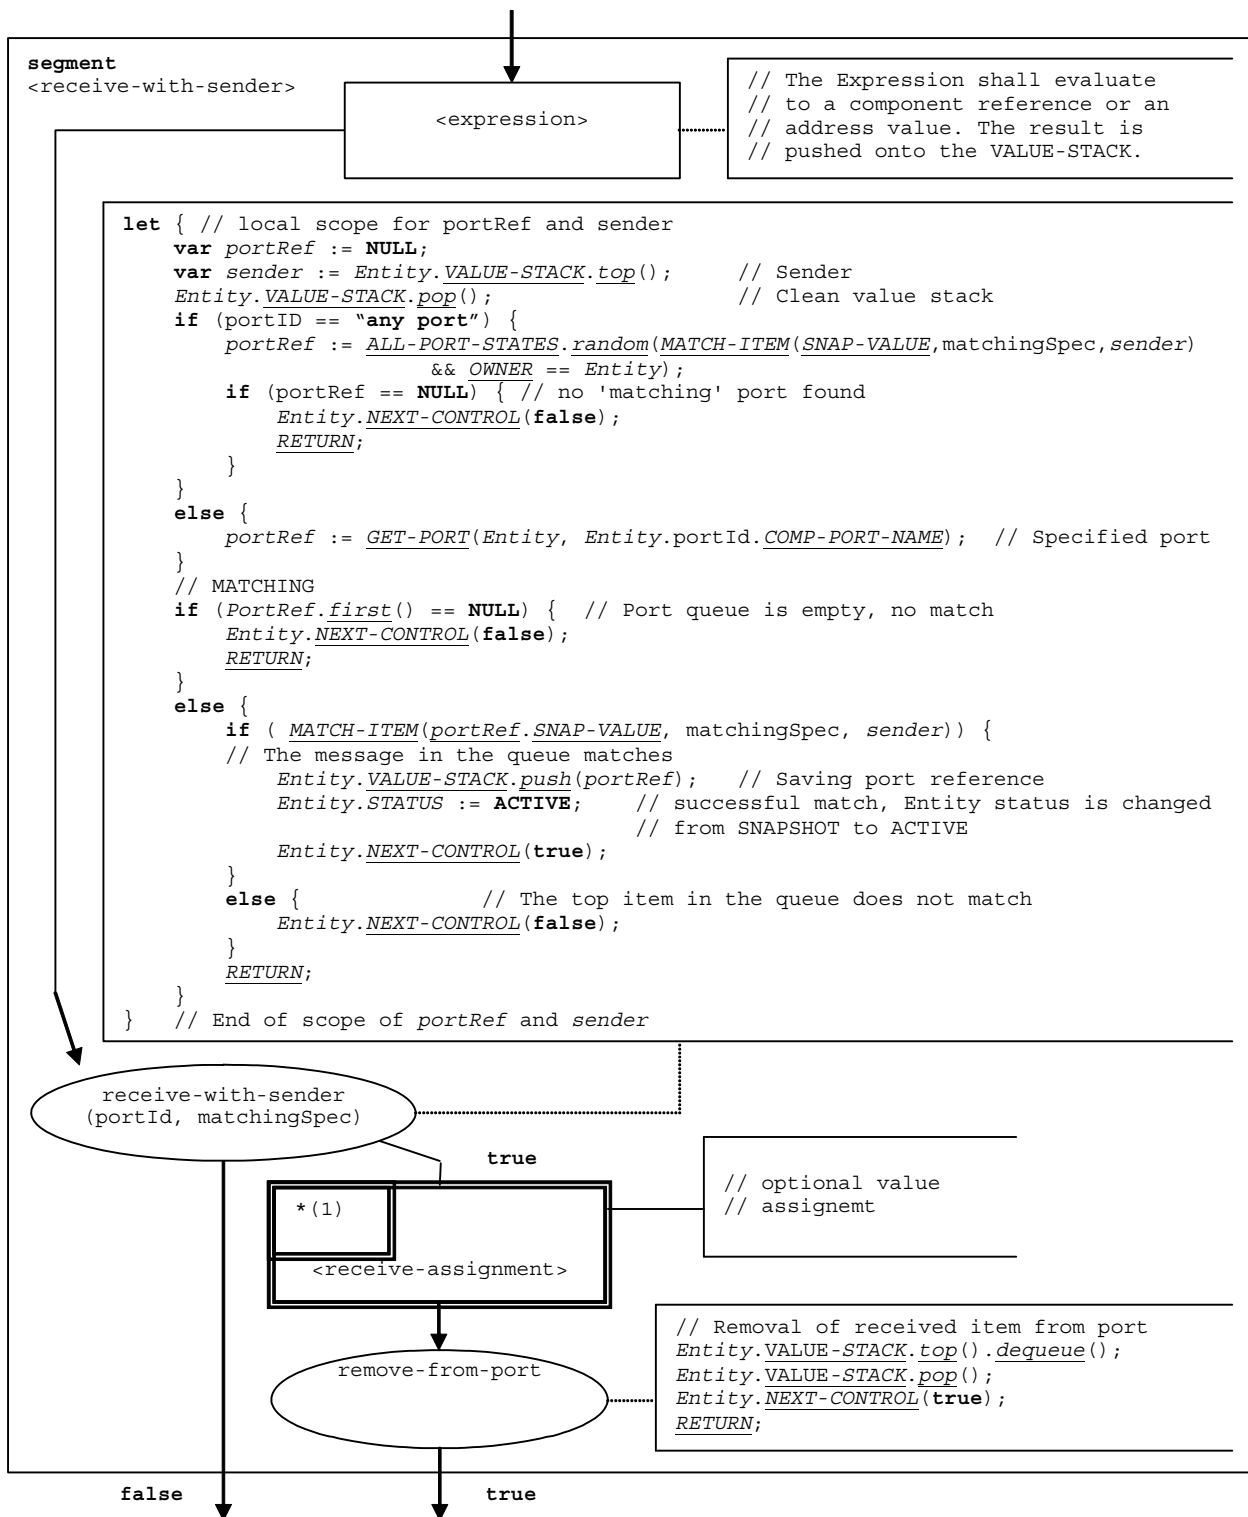 segment
<receive-with-sender>
<expression>
// The Expression shall evaluate
// to a component reference or an
// address value. The result is
// pushed onto the VALUE-STACK.
let { // local scope for portRef and sender
var portRef := NULL;
var sender := Entity.VALUE-STACK.top(); // Sender
Entity.VALUE-STACK.pop(); // Clean value stack
if (portID == “any port”) {
portRef := ALL-PORT-STATES.random(MATCH-ITEM(SNAP-VALUE,matchingSpec,sender)
&& OWNER == Entity);
if (portRef == NULL) { // no 'matching' port found
Entity.NEXT-CONTROL(false);
RETURN;
}
}
else {
portRef := GET-PORT(Entity, Entity.portId.COMP-PORT-NAME); // Specified port
}
// MATCHING
if (PortRef.first() == NULL) { // Port queue is empty, no match
Entity.NEXT-CONTROL(false);
RETURN;
}
else {
if ( MATCH-ITEM(portRef.SNAP-VALUE, matchingSpec, sender)) {
// The message in the queue matches
Entity.VALUE-STACK.push(portRef); // Saving port reference
Entity.STATUS := ACTIVE; // successful match, Entity status is changed
// from SNAPSHOT to ACTIVE
Entity.NEXT-CONTROL(true);
}
else { // The top item in the queue does not match
Entity.NEXT-CONTROL(false);
}
RETURN;
}
} // End of scope of portRef and sender
receive-with-sender
(portId, matchingSpec)
true
*(1)
<receive-assignment>
// optional value
// assignemt
remove-from-port
// Removal of received item from port
Entity.VALUE-STACK.top().dequeue();
Entity.VALUE-STACK.pop();
Entity.NEXT-CONTROL(true);
RETURN;
false
true